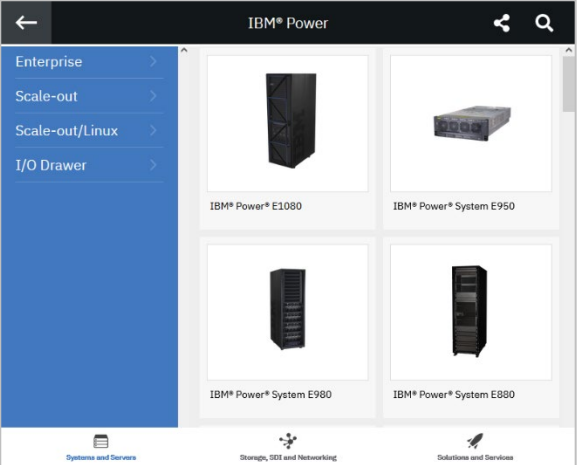 IBM® Power
Enterprise
Scale-out
Scale-out/Linux
I/O Drawer
IBM® Power® E1080
IBM® Power® System E950
IBM® Power® System E980
IBM® Power® System E880
Systems and Servers
Storage, SDI and Networking
Solutions and Services